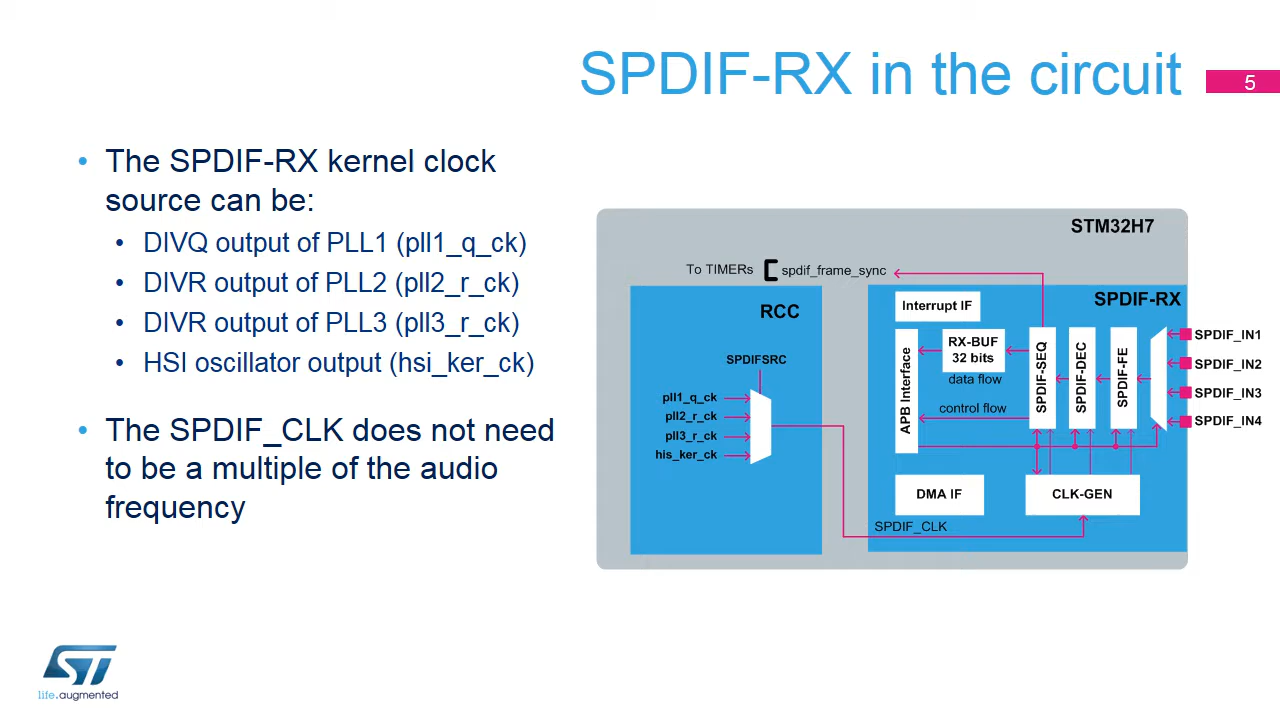 SPDIF-RX in the circuit
5
• The SPDIF-RX kernel clock
source can be:
• DIVQ output of PLL1 (pll1_q_ck)
• DIVR output of PLL2 (pll2_r_ck)
• DIVR output of PLL3 (pll3_r_ck)
• HSI oscillator output (hsi_ker_ck)
• The SPDIF_CLK does not need
to be a multiple of the audio
frequency
STM32H7
To TIMERs
spdif_frame_sync
RCC
SPDIFSRC
pll1_q_ck
pll2_r_ck
pll3_r_ck
his_ker_ck
SPDIF-RX
Interrupt IF
APB Interface
RX-BUF
32 bits
data flow
control flow
SPDIF-SEQ
SPDIF-DEC
SPDIF-FE
SPDIF_IN1
SPDIF_IN2
SPDIF_IN3
SPDIF_IN4
DMA IF
CLK-GEN
SPDIF_CLK
ST
life.augmented